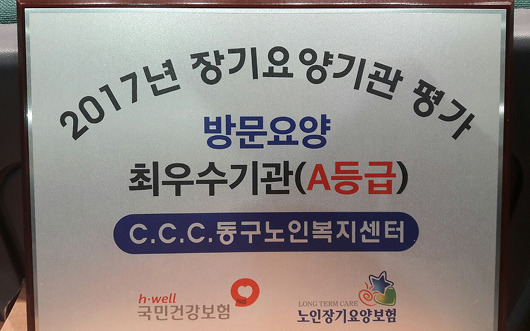 2017년 장기요양기관 평가
방문요양
최우수기관(A등급)
C.C.C.동구노인복지센터
h·well
국민건강보험
LONG TERM CARE
노인장기요양보험